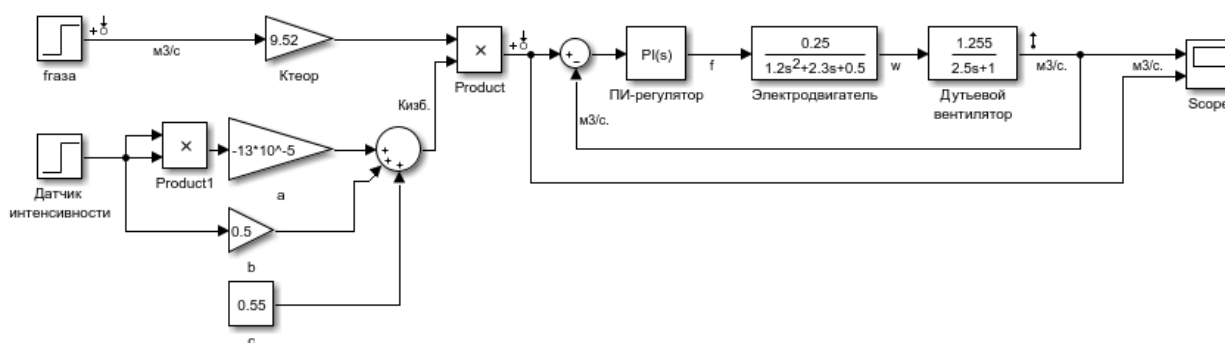 м3/с
fгаза
9.52
Ктеор
×
Product
+
−
PI(s)
ПИ-регулятор
f
0.25
1.2s²+2.3s+0.5
Электродвигатель
w
1.255
2.5s+1
Дутьевой
вентилятор
м3/с.
м3/с.
Scope
м3/с.
Кизб.
Датчик
интенсивности
×
Product1
-13*10^-5
a
+
+
+
0.5
b
0.55
c